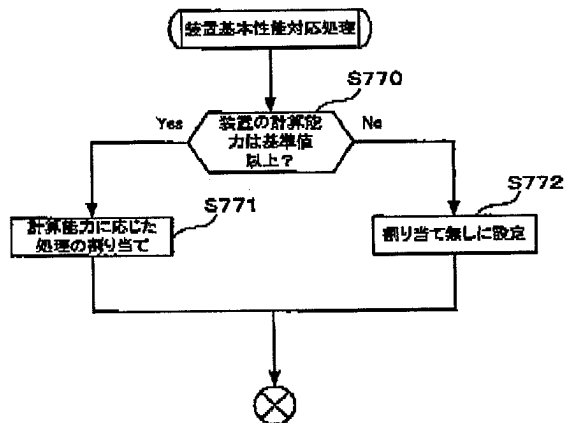 装置基本性能対応処理
S770
Yes
装置の計算能
力は基準値
以上？
No
S771
計算能力に応じた
処理の割り当て
S772
割り当て無しに設定